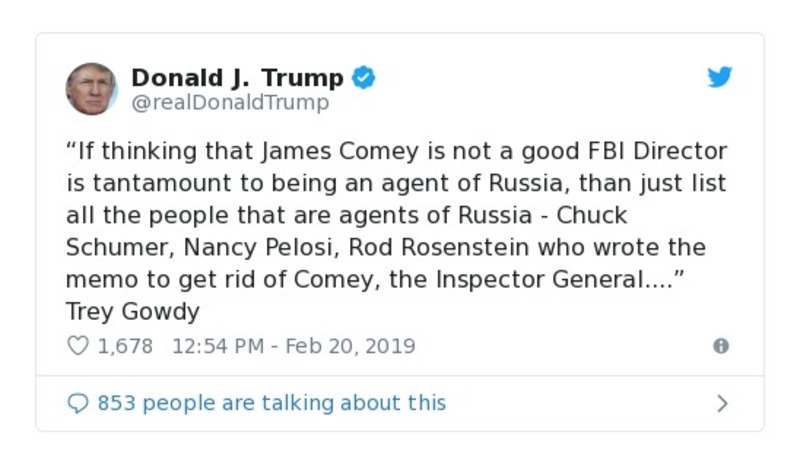 Donald J. Trump
@realDonaldTrump
“If thinking that James Comey is not a good FBI Director
is tantamount to being an agent of Russia, than just list
all the people that are agents of Russia - Chuck
Schumer, Nancy Pelosi, Rod Rosenstein who wrote the
memo to get rid of Comey, the Inspector General....”
Trey Gowdy
1,678 12:54 PM - Feb 20, 2019
853 people are talking about this